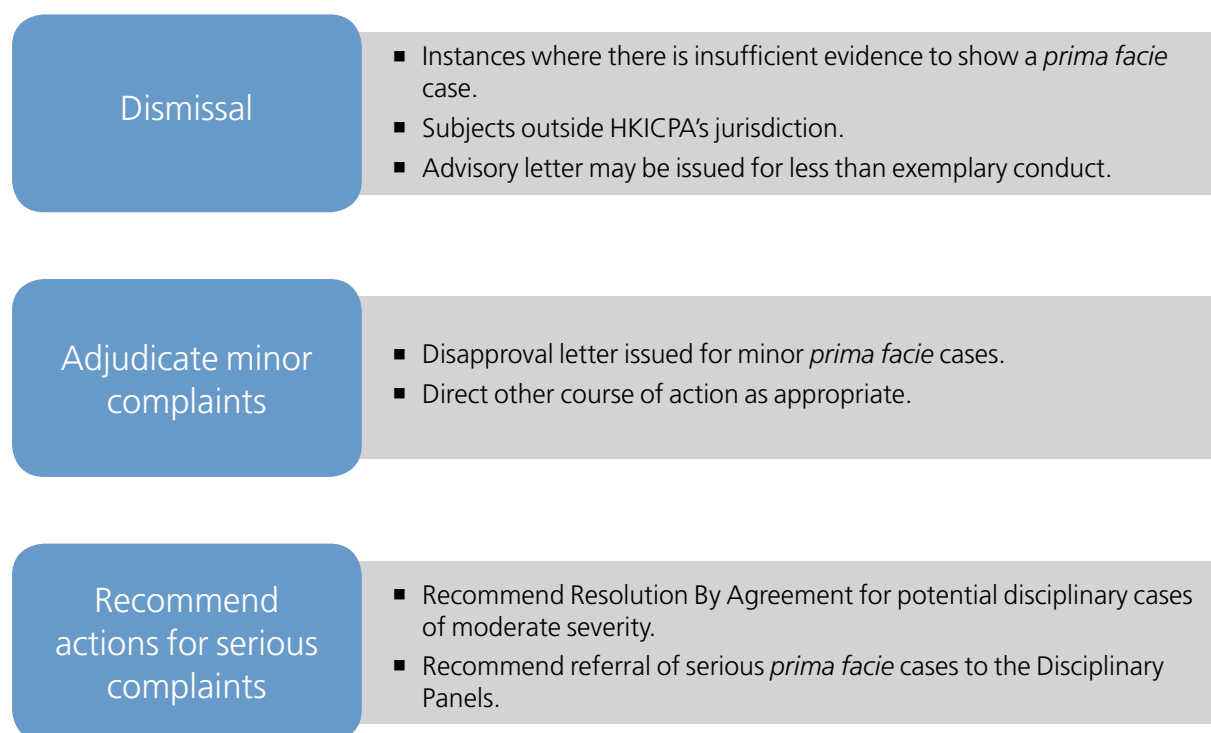 Dismissal
■ Instances where there is insufficient evidence to show a prima facie
case.
■ Subjects outside HKICPA's jurisdiction.
■ Advisory letter may be issued for less than exemplary conduct.
Adjudicate minor
complaints
■ Disapproval letter issued for minor prima facie cases.
■ Direct other course of action as appropriate.
Recommend
actions for serious
complaints
■ Recommend Resolution By Agreement for potential disciplinary cases
of moderate severity.
■ Recommend referral of serious prima facie cases to the Disciplinary
Panels.